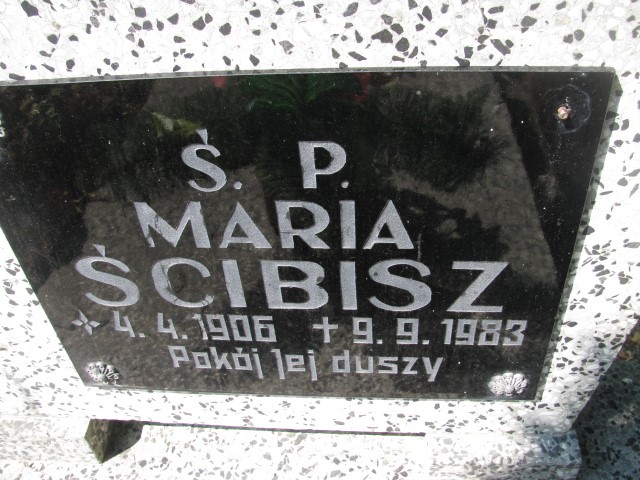 Ś. P.
MARIA
ŚCIBISZ
4. 4. 1906 + 9. 9. 1983
Pokój Jej duszy